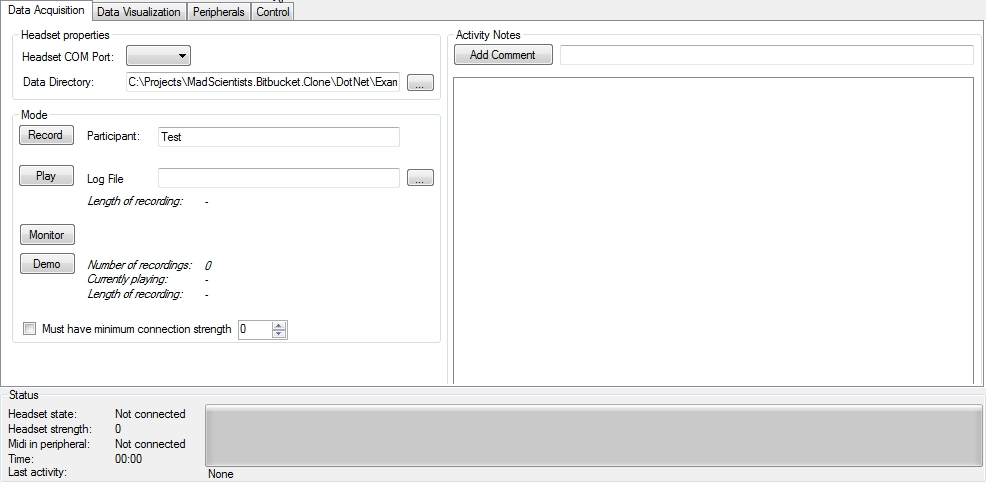 Data Acquisition Data Visualization Peripherals Control
Headset properties
Headset COM Port:
Data Directory: C:\Projects\MadScientists.Bitbucket.Clone\DotNet\Exan ...
Mode
Record Participant: Test
Play Log File ...
Length of recording: -
Monitor
Demo Number of recordings: 0
Currently playing: -
Length of recording: -
Must have minimum connection strength 0
Activity Notes
Add Comment
Status
Headset state: Not connected
Headset strength: 0
Midi in peripheral: Not connected
Time: 00:00
Last activity: None